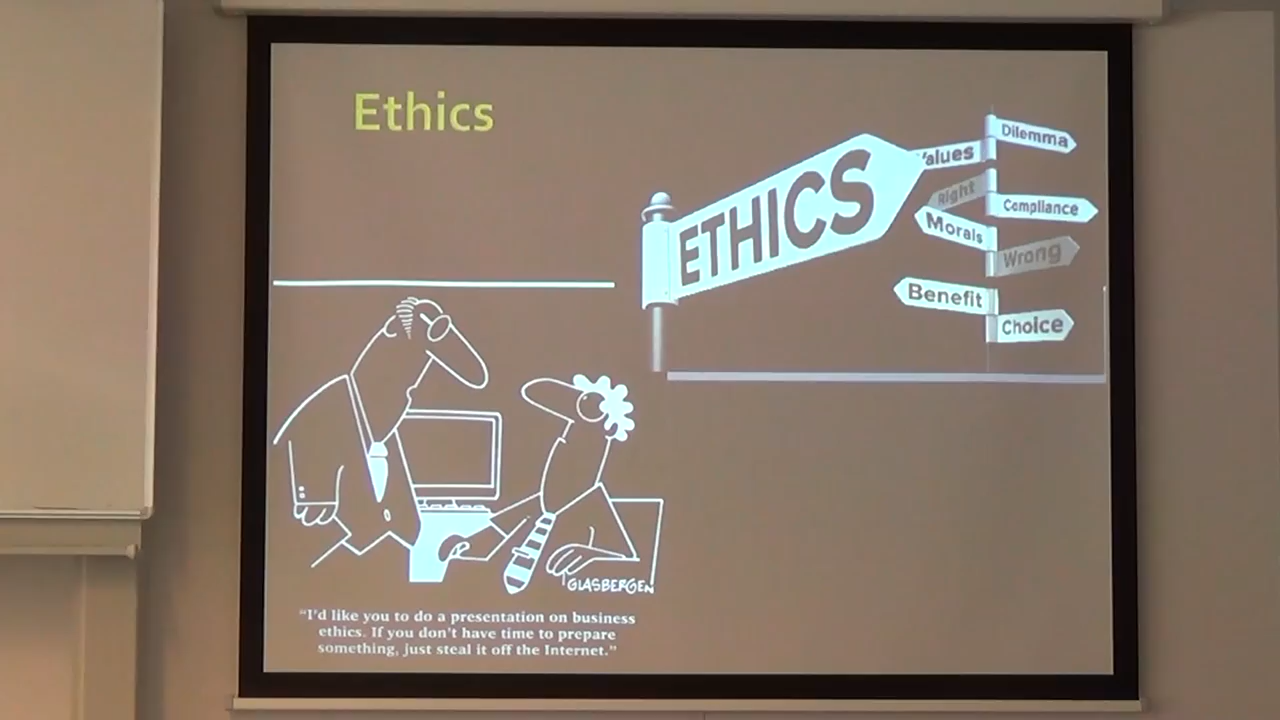 Ethics
ETHICS
Values
Dilemma
Right
Compliance
Morals
Wrong
Benefit
Choice
GLASBERGEN
"I'd like you to do a presentation on business
ethics. If you don't have time to prepare
something, just steal it off the Internet."